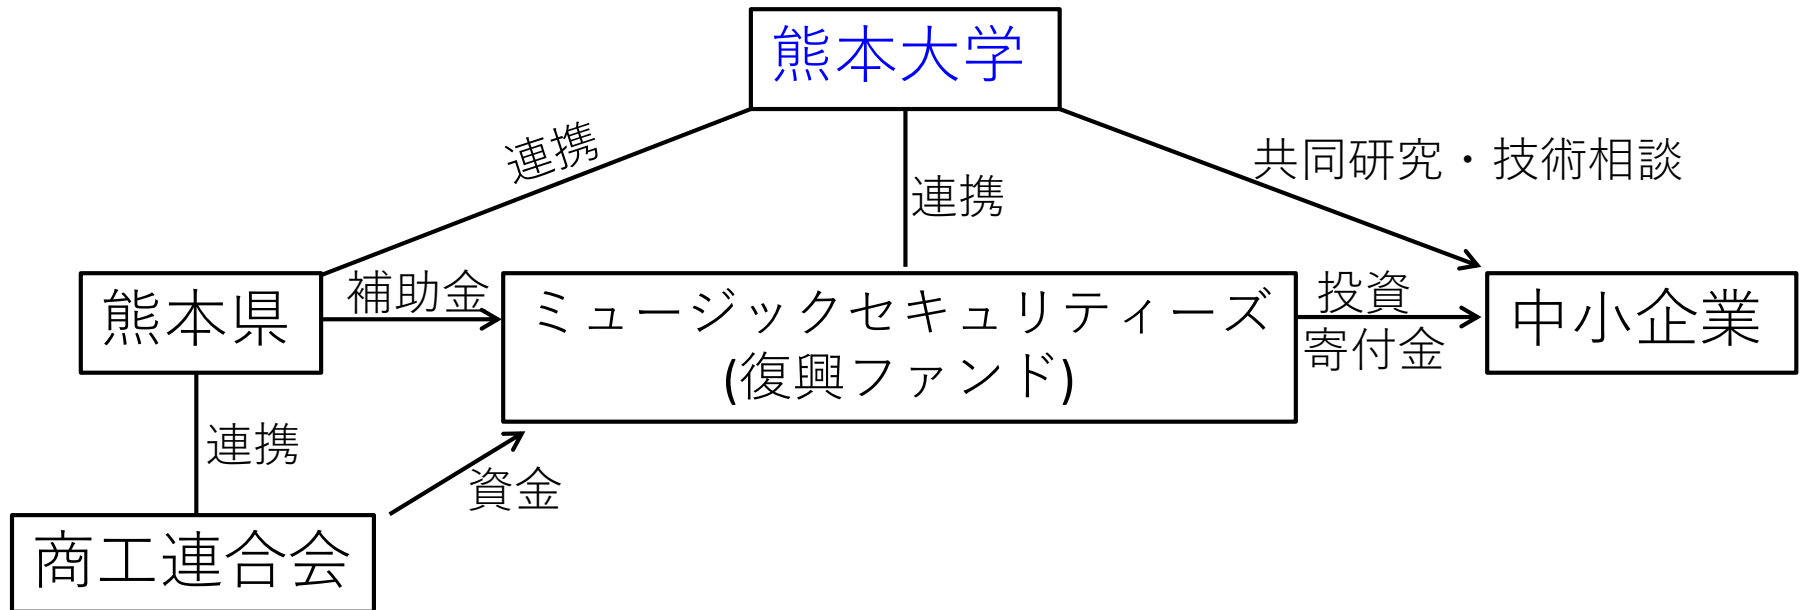 熊本大学
連携
連携
共同研究・技術相談
熊本県
補助金
ミュージックセキュリティーズ
(復興ファンド)
投資
寄付金
中小企業
連携
資金
商工連合会